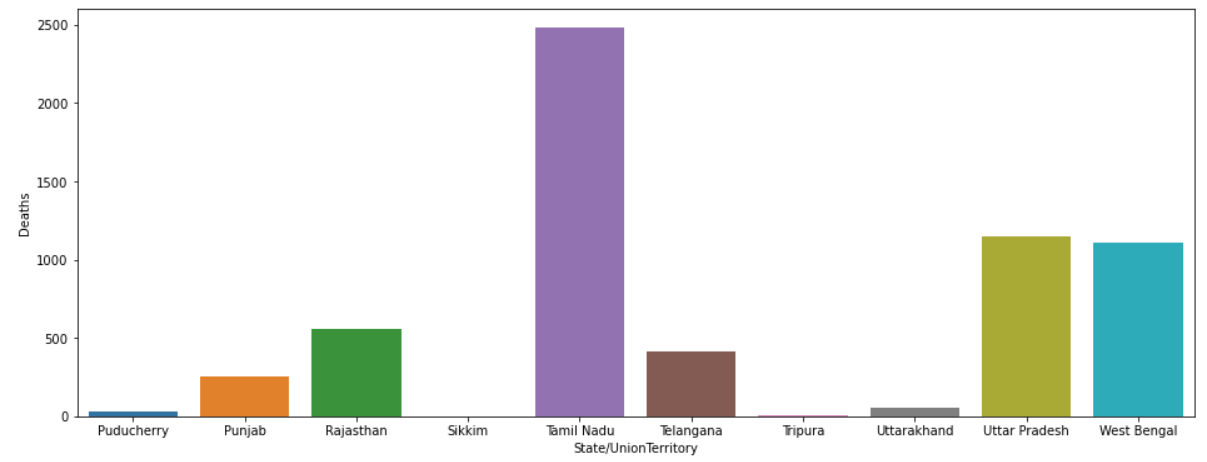 2500
2000
1500
1000
500
0
Deaths
Puducherry Punjab Rajasthan Sikkim Tamil Nadu Telangana Tripura Uttarakhand Uttar Pradesh West Bengal
State/UnionTerritory